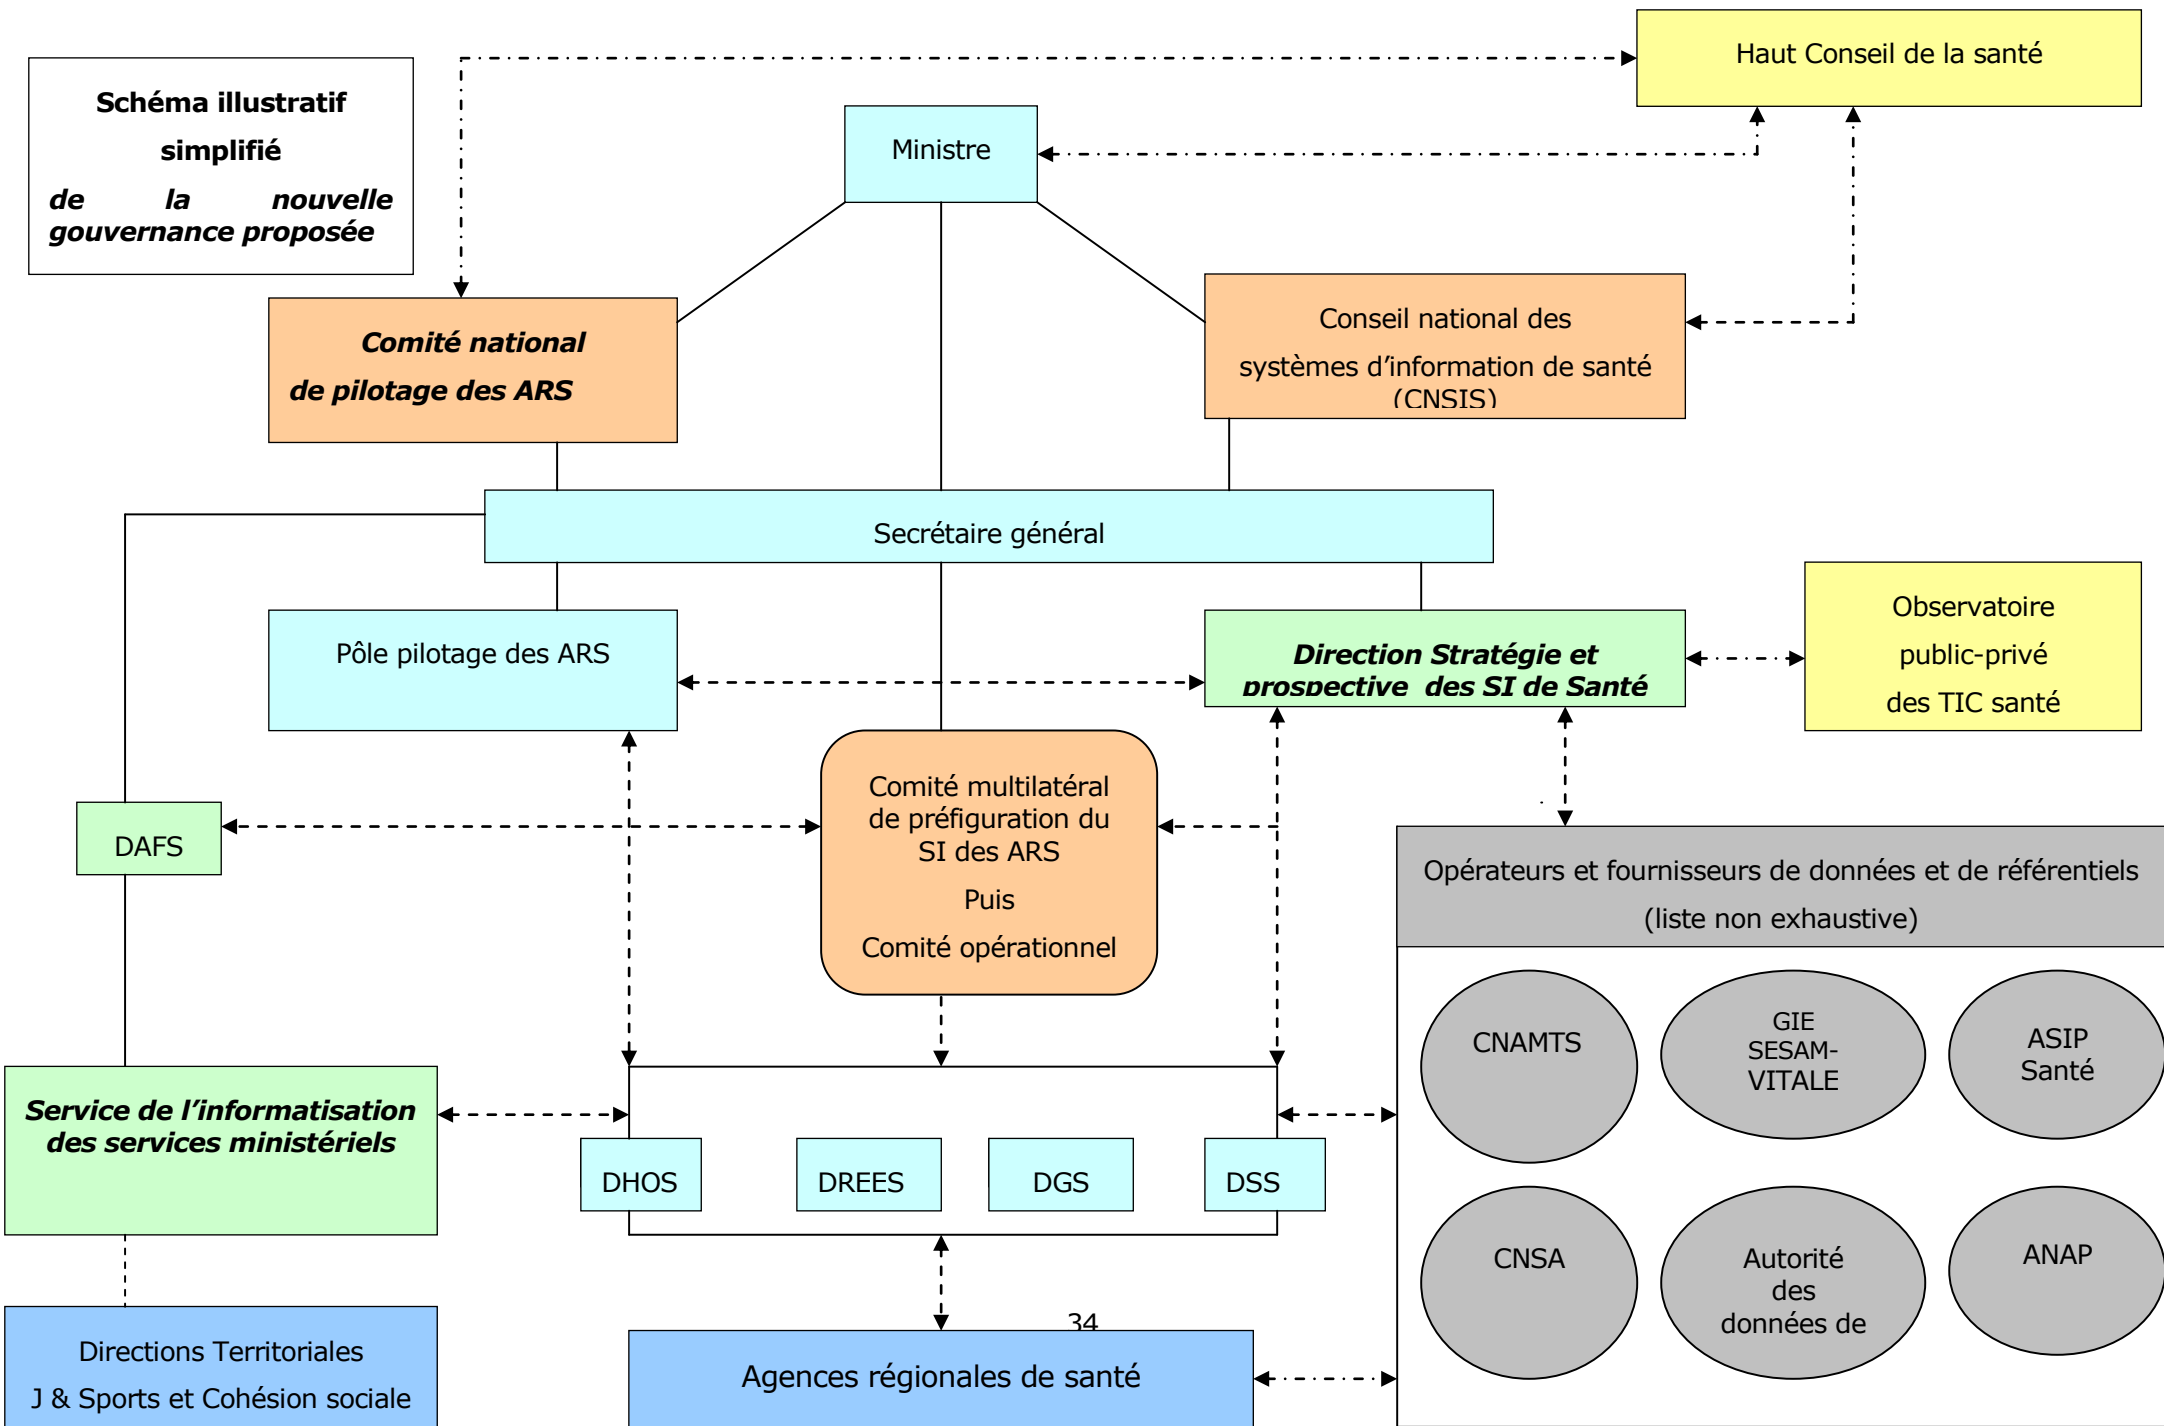 Haut Conseil de la santé
Schéma illustratif
simplifié
de la nouvelle
gouvernance proposée
Ministre
Comité national
de pilotage des ARS
Conseil national des
systèmes d’information de santé
(CNSIS)
Secrétaire général
Pôle pilotage des ARS
Direction Stratégie et
prospective des SI de Santé
Observatoire
public-privé
des TIC santé
Comité multilatéral
de préfiguration du
SI des ARS
Puis
Comité opérationnel
DAFS
Opérateurs et fournisseurs de données et de référentiels
(liste non exhaustive)
CNAMTS
GIE
SESAM-
VITALE
ASIP
Santé
Service de l’informatisation
des services ministériels
DHOS
DREES
DGS
DSS
CNSA
Autorité
des
données de
ANAP
34
Directions Territoriales
J & Sports et Cohésion sociale
Agences régionales de santé